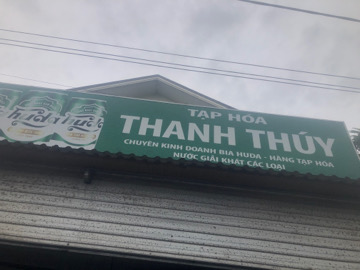 TẠP HÓA
THANH THÚY
CHUYÊN KINH DOANH BIA HUDA - HÀNG TẠP HÓA
NƯỚC GIẢI KHÁT CÁC LOẠI